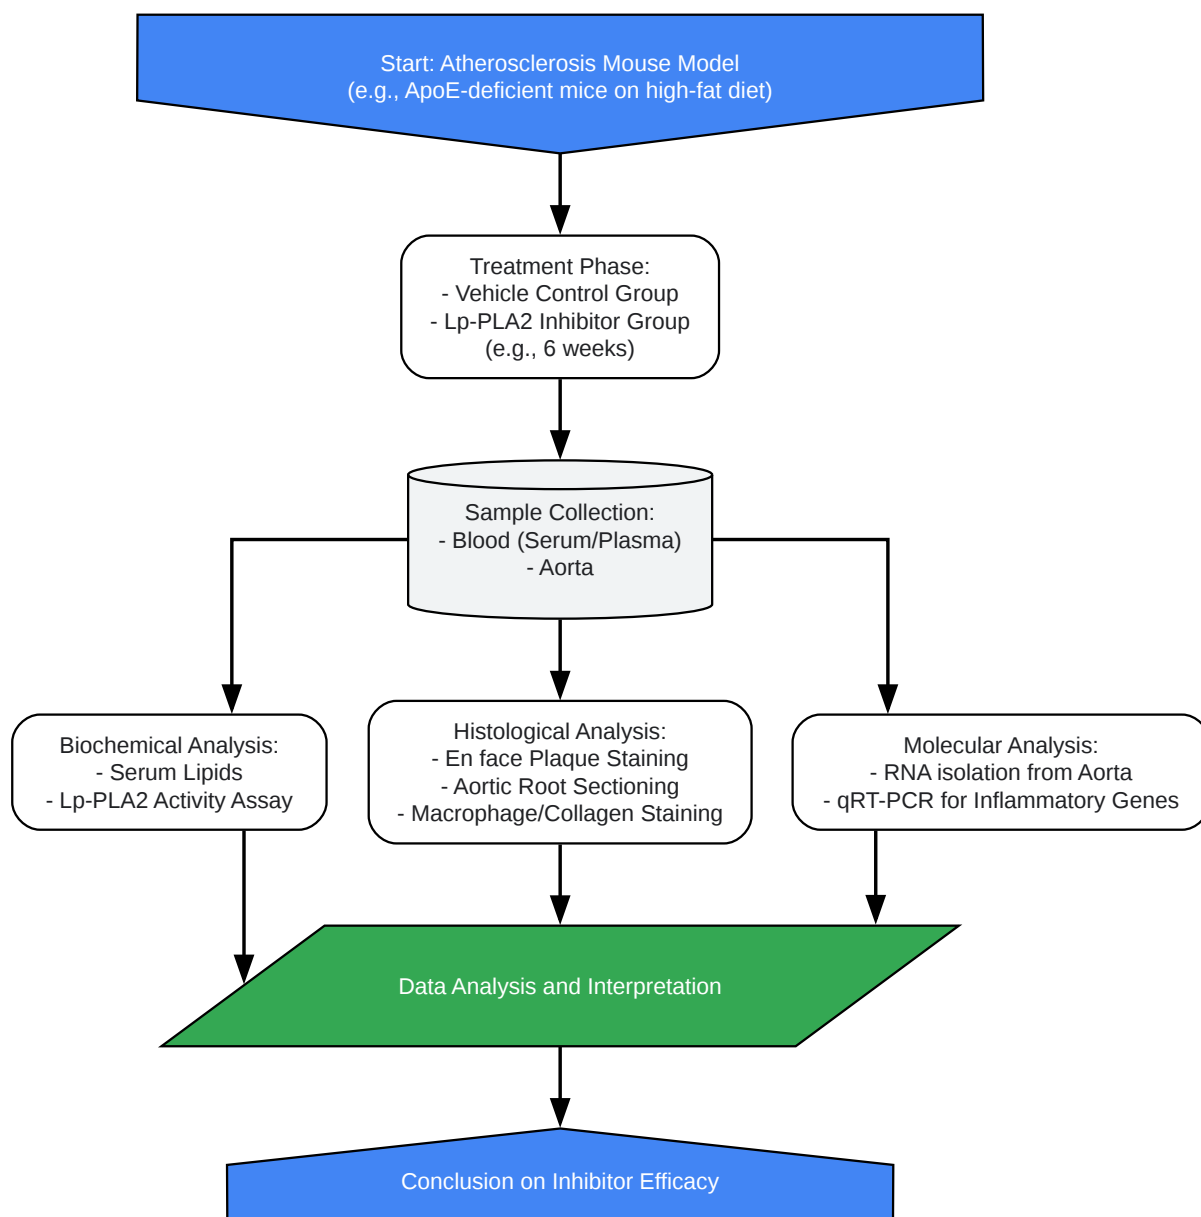 Start: Atherosclerosis Mouse Model
(e.g., ApoE-deficient mice on high-fat diet)
Treatment Phase:
- Vehicle Control Group
- Lp-PLA2 Inhibitor Group
(e.g., 6 weeks)
Sample Collection:
- Blood (Serum/Plasma)
- Aorta
Biochemical Analysis:
- Serum Lipids
- Lp-PLA2 Activity Assay
Histological Analysis:
- En face Plaque Staining
- Aortic Root Sectioning
- Macrophage/Collagen Staining
Molecular Analysis:
- RNA isolation from Aorta
- qRT-PCR for Inflammatory Genes
Data Analysis and Interpretation
Conclusion on Inhibitor Efficacy